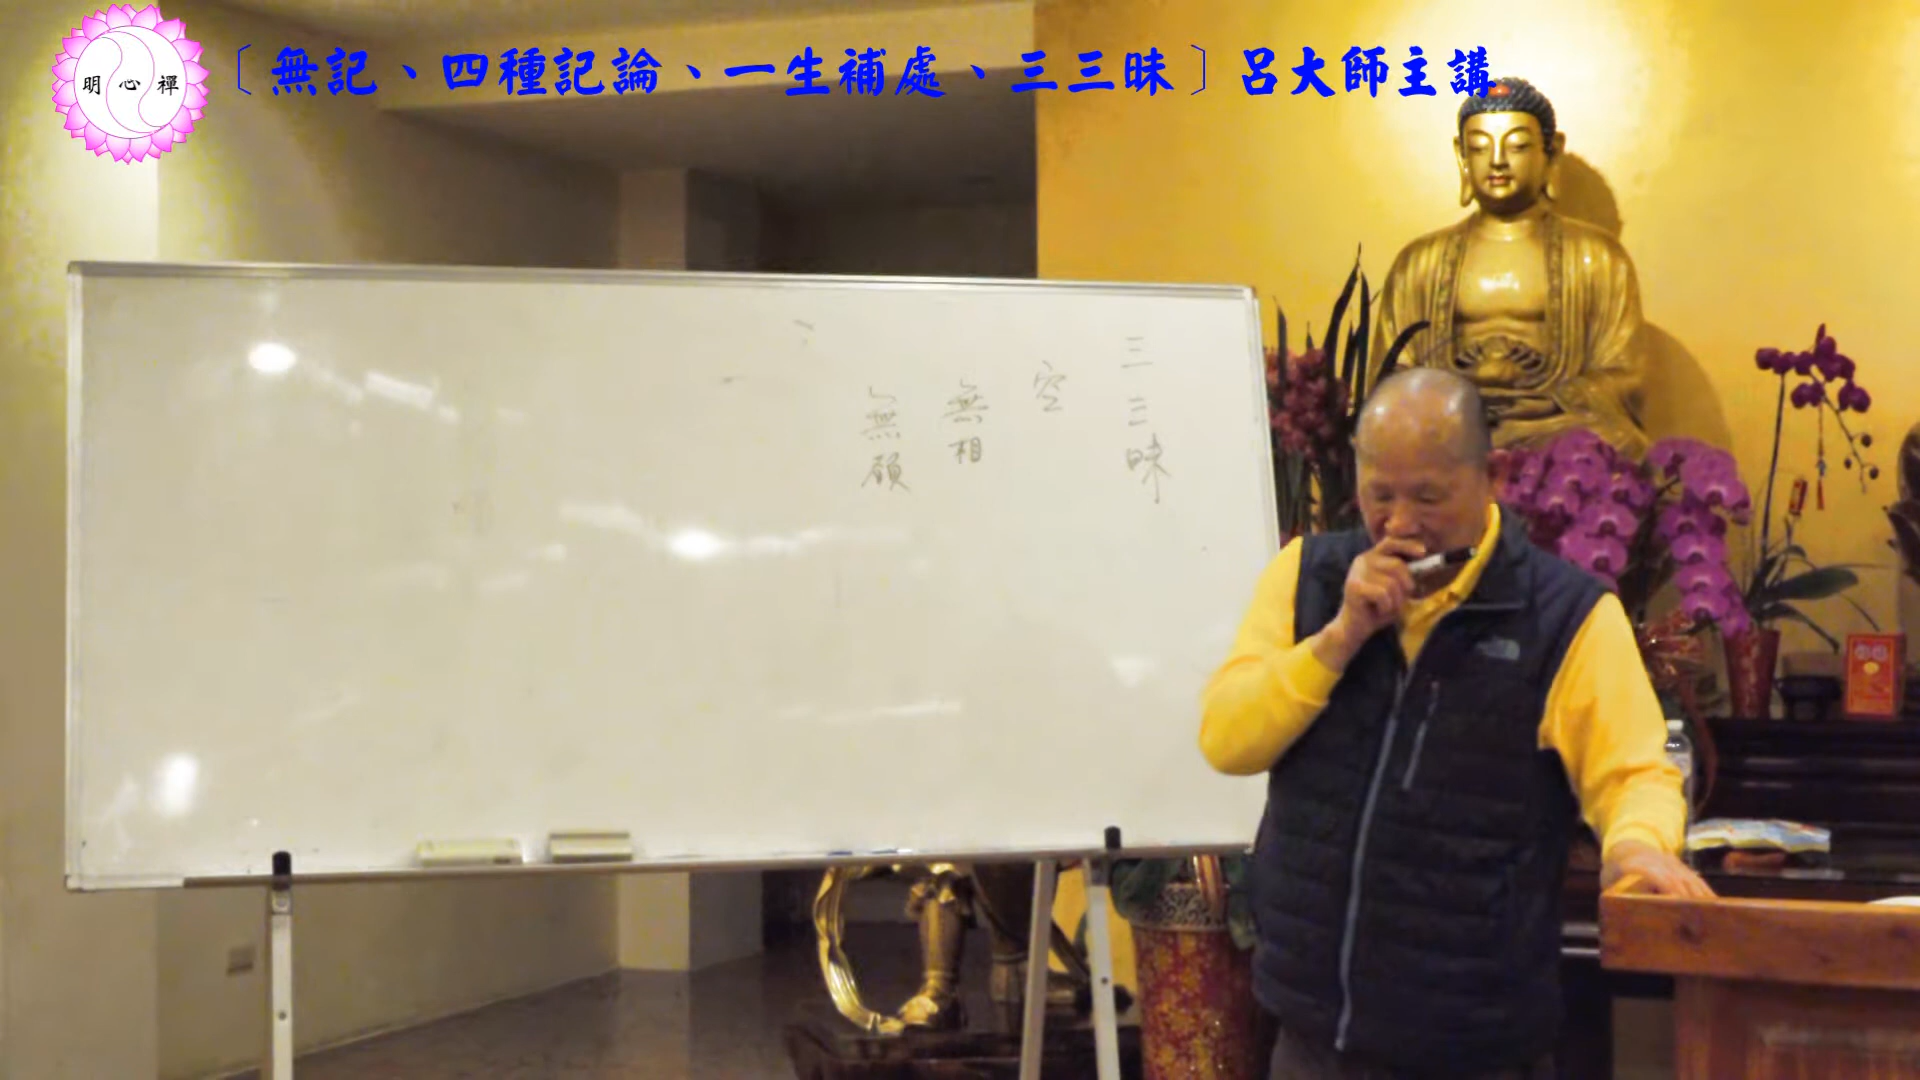 明心禪
〔無記、四種記論、一生補處、三三昧〕呂大師主講
三三昧
空
無相
無願